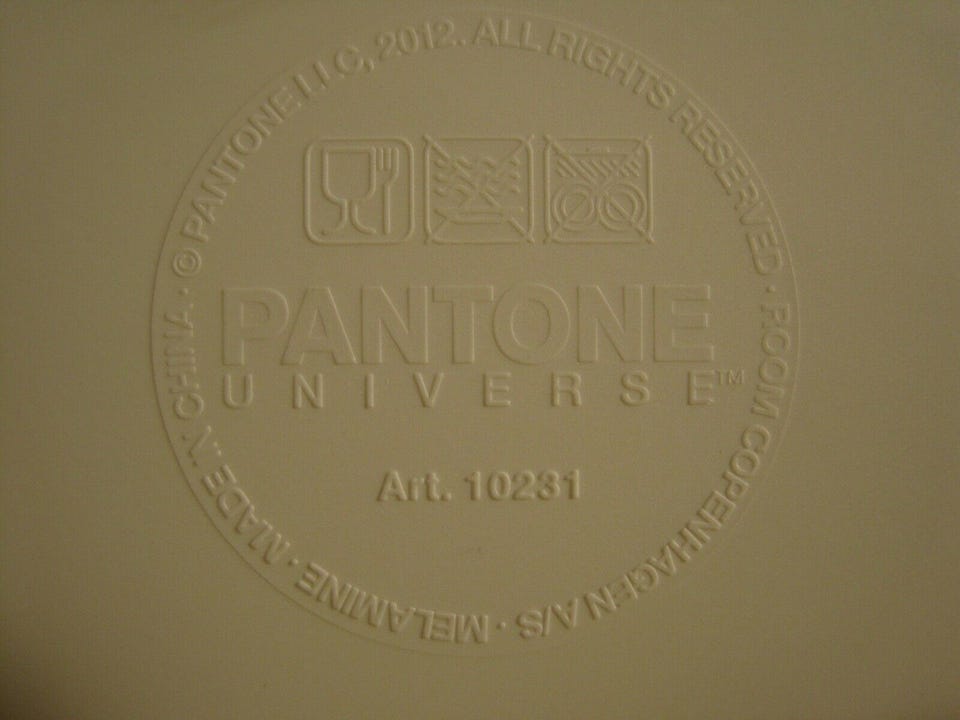 © PANTONE LLC, 2012. ALL RIGHTS RESERVED · ROOM COPENHAGEN A/S · MELAMINE · MADE IN CHINA ·
PANTONE
UNIVERSE™
Art. 10231